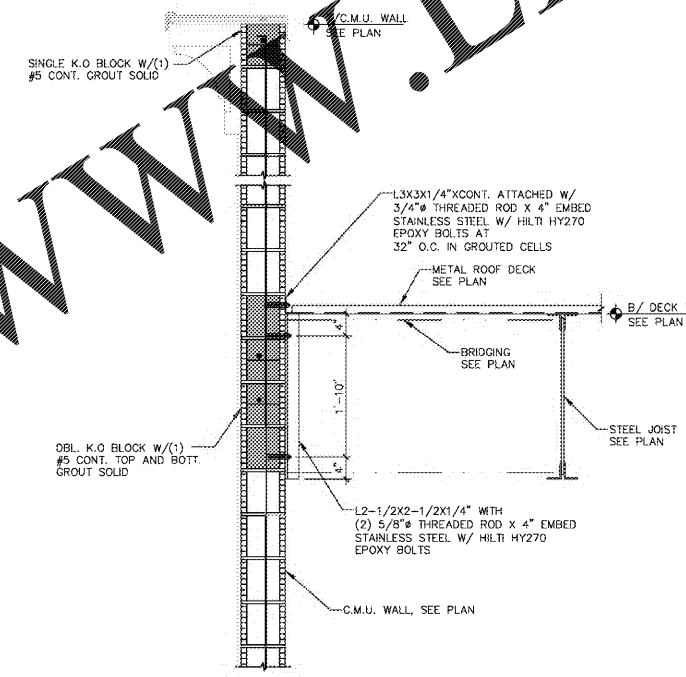 /C.M.U. WALL
SEE PLAN
SINGLE K.O BLOCK W/(1)
#5 CONT. GROUT SOLID
WWW.
L3X3X1/4"XCONT. ATTACHED W/
3/4"ø THREADED ROD X 4" EMBED
STAINLESS STEEL W/ HILTI HY270
EPOXY BOLTS AT
32" O.C. IN GROUTED CELLS
METAL ROOF DECK
SEE PLAN
B/ DECK
SEE PLAN
4"
BRIDGING
SEE PLAN
1'-10"
STEEL JOIST
SEE PLAN
DBL. K.O BLOCK W/(1)
#5 CONT. TOP AND BOTT.
GROUT SOLID
4"
L2-1/2X2-1/2X1/4" WITH
(2) 5/8"ø THREADED ROD X 4" EMBED
STAINLESS STEEL W/ HILTI HY270
EPOXY BOLTS
C.M.U. WALL, SEE PLAN